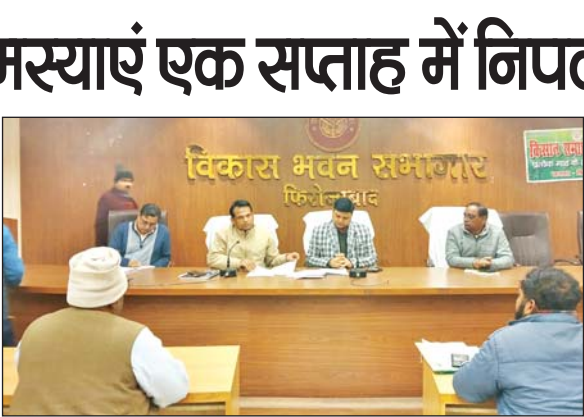 मस्याएं एक सप्ताह में निपट
विकास भवन सभागार
फिरोजाबाद
किसान